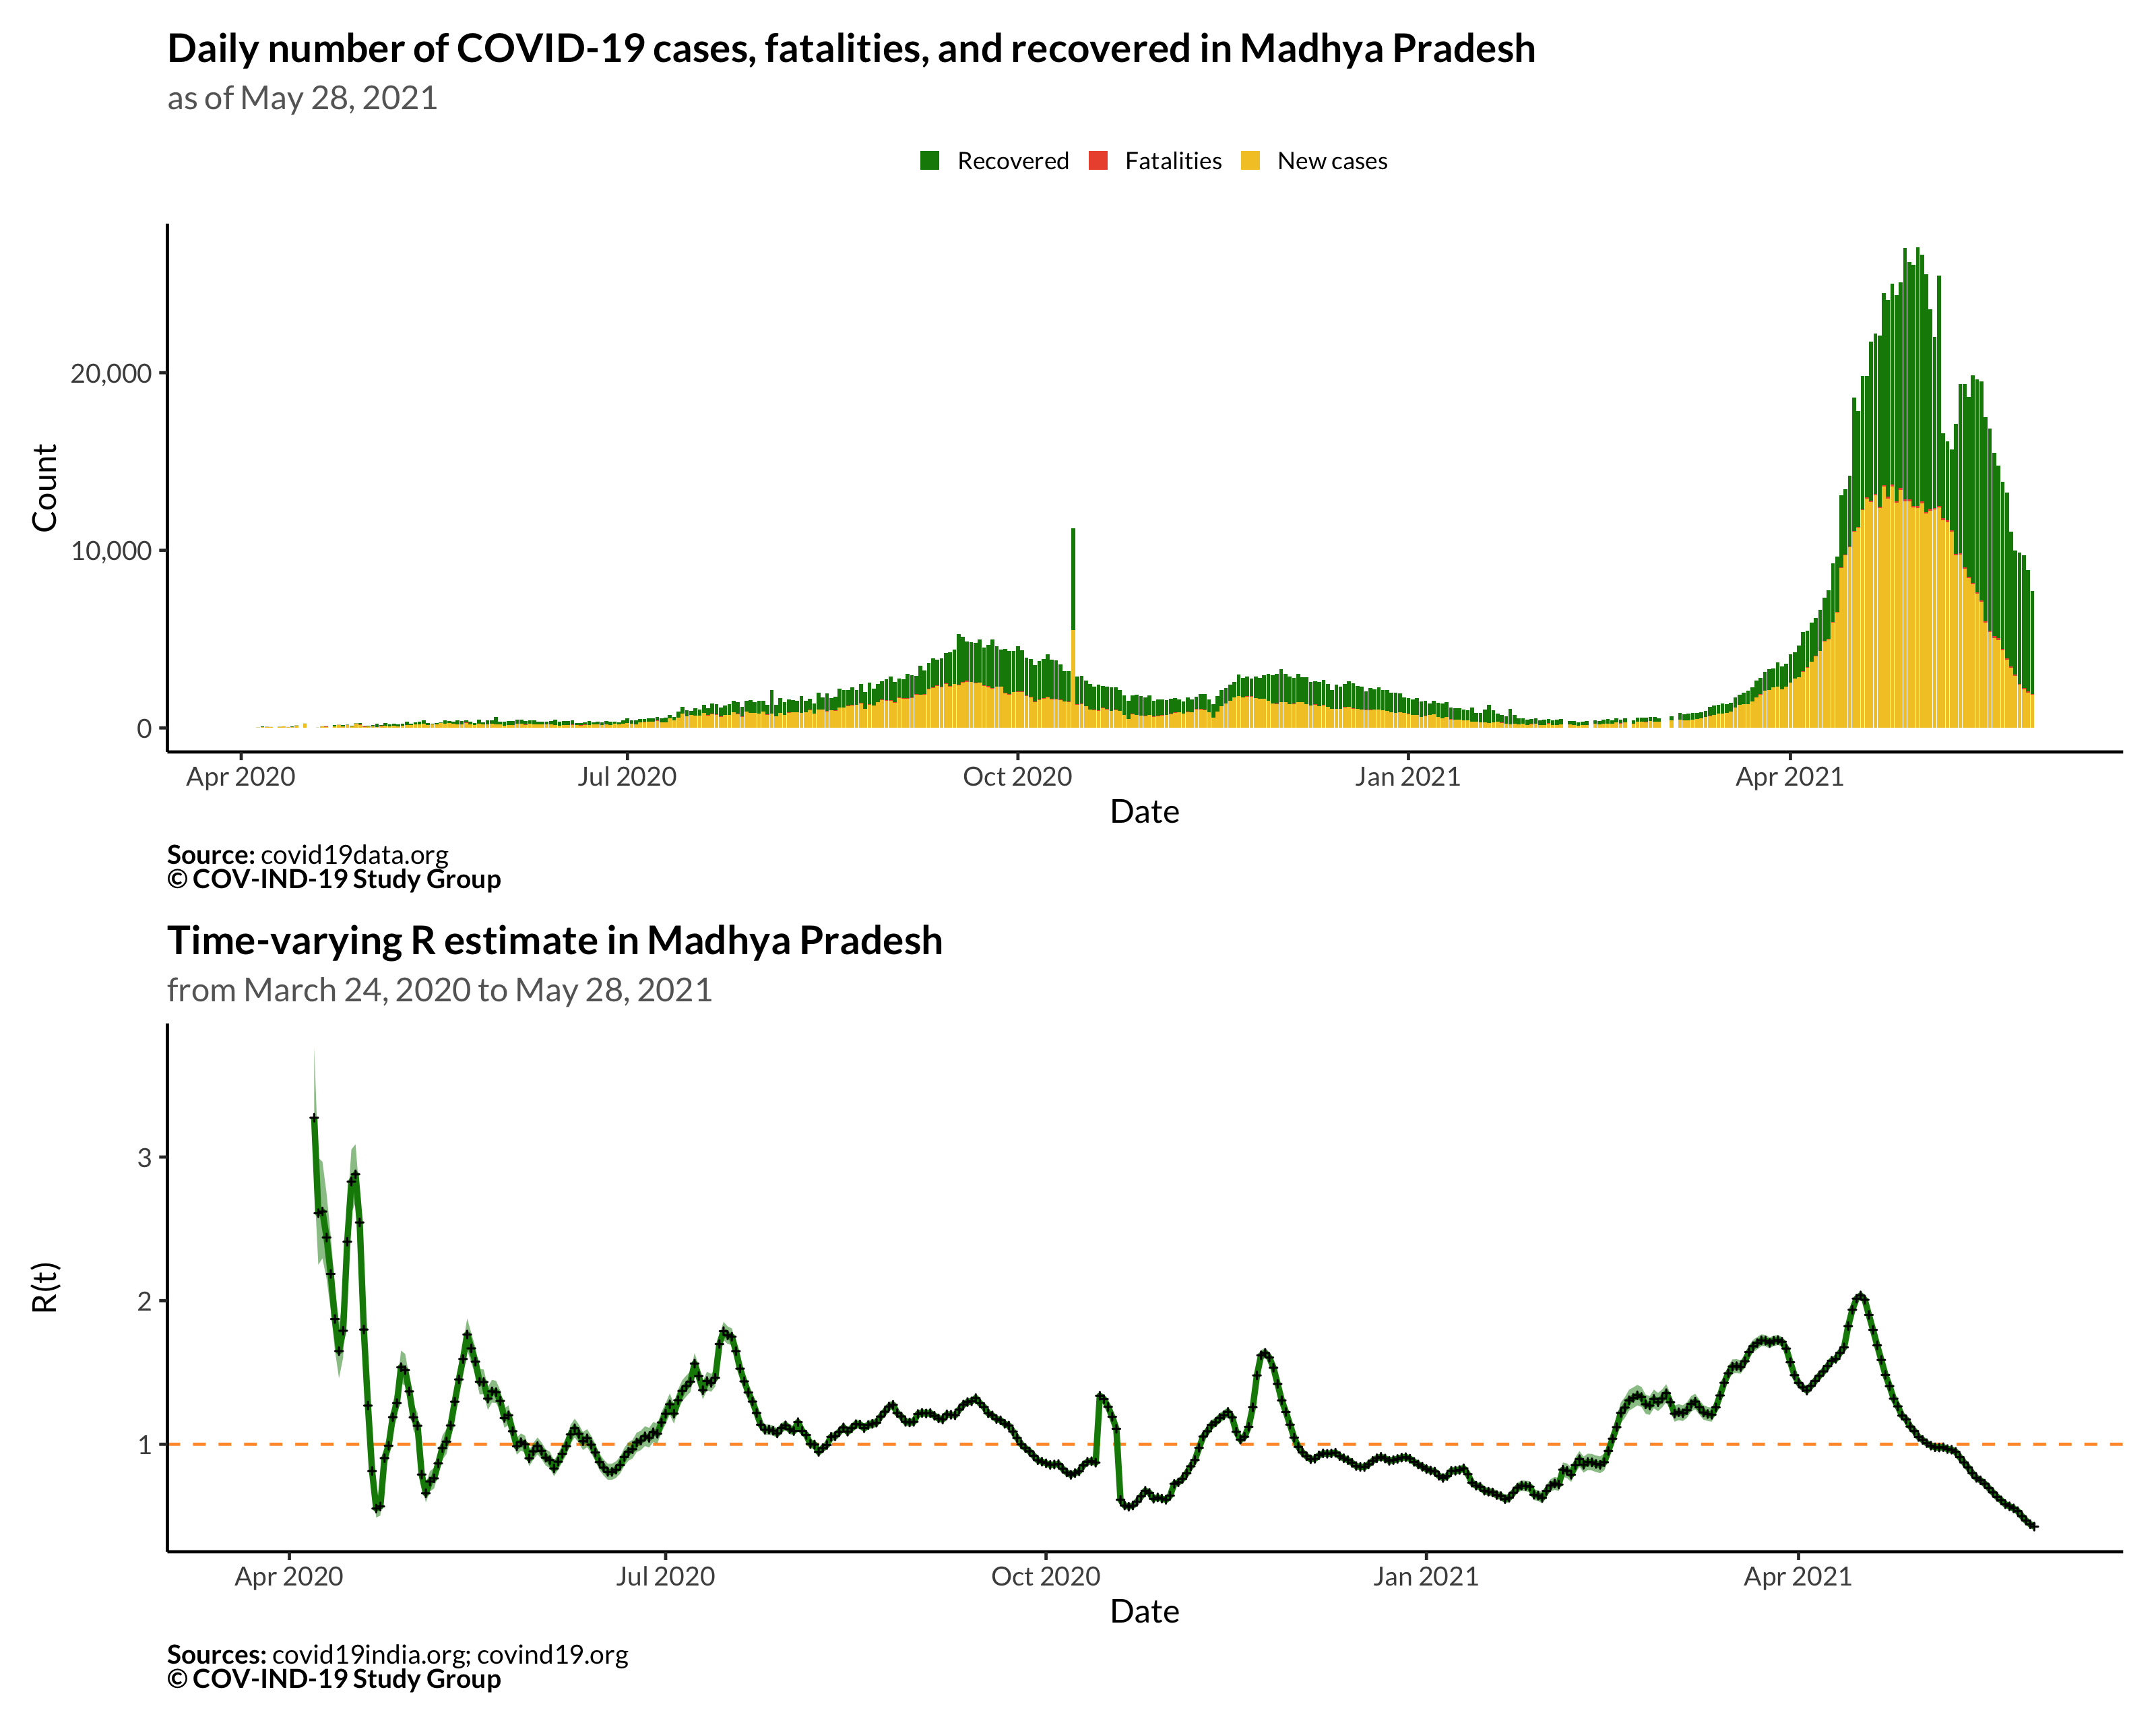 Daily number of COVID-19 cases, fatalities, and recovered in Madhya Pradesh
as of May 28, 2021
Recovered Fatalities New cases
Count
20,000
10,000
0
Apr 2020 Jul 2020 Oct 2020 Jan 2021 Apr 2021
Date
Source: covid19data.org
© COV-IND-19 Study Group
Time-varying R estimate in Madhya Pradesh
from March 24, 2020 to May 28, 2021
R(t)
3
2
1
Apr 2020 Jul 2020 Oct 2020 Jan 2021 Apr 2021
Date
Sources: covid19india.org; covind19.org
© COV-IND-19 Study Group